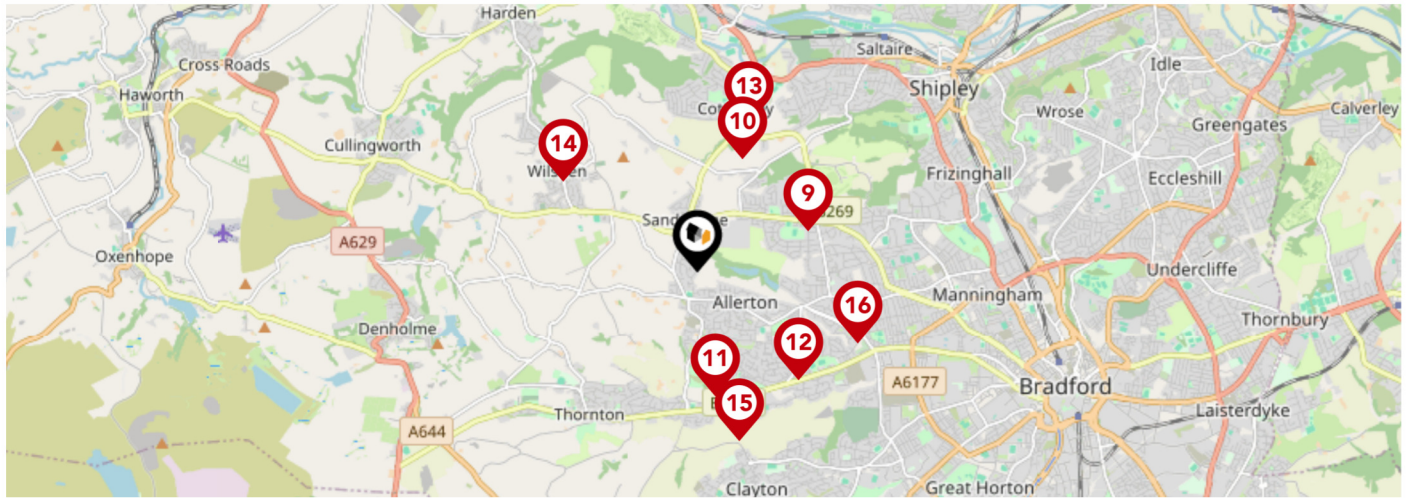 Harden
Saltaire
Idle
Cross Roads
Shipley
13
Haworth
Wrose
Calverley
10
Greengates
Cullingworth
14
Frizinghall
Eccleshill
9
A629
Oxenhope
Undercliffe
Allerton
Manningham
16
Thornbury
Denholme
12
11
A6177
Bradford
15
Thornton
Laisterdyke
A644
Clayton
Great Horton